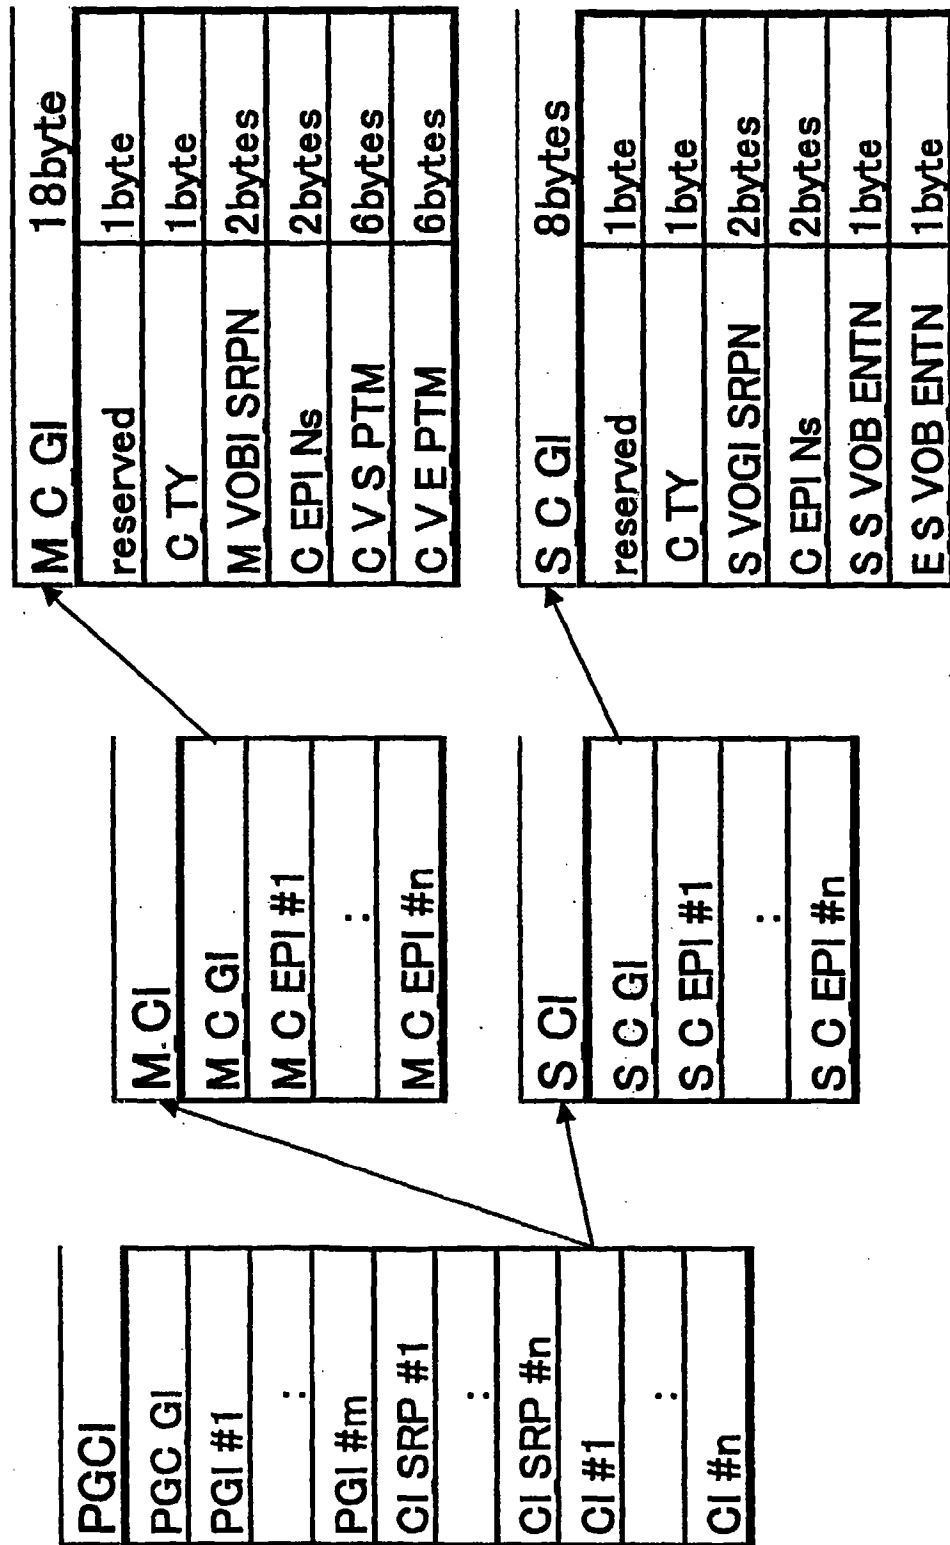 PGCI
PGC GI
PGI #1
:
PGI #m
CI SRP #1
:
CI SRP #n
CI #1
:
CI #n
M CI
M C GI
M C EPI #1
:
M C EPI #n
S CI
S C GI
S C EPI #1
:
S C EPI #n
M C GI 18byte
reserved 1byte
C TY 1byte
M VOBI SRPN 2bytes
C EPI Ns 2bytes
C V S PTM 6bytes
C V E PTM 6bytes
S C GI 8bytes
reserved 1byte
C TY 1byte
S VOGI SRPN 2bytes
C EPI Ns 2bytes
S S VOB ENTN 1byte
E S VOB ENTN 1byte